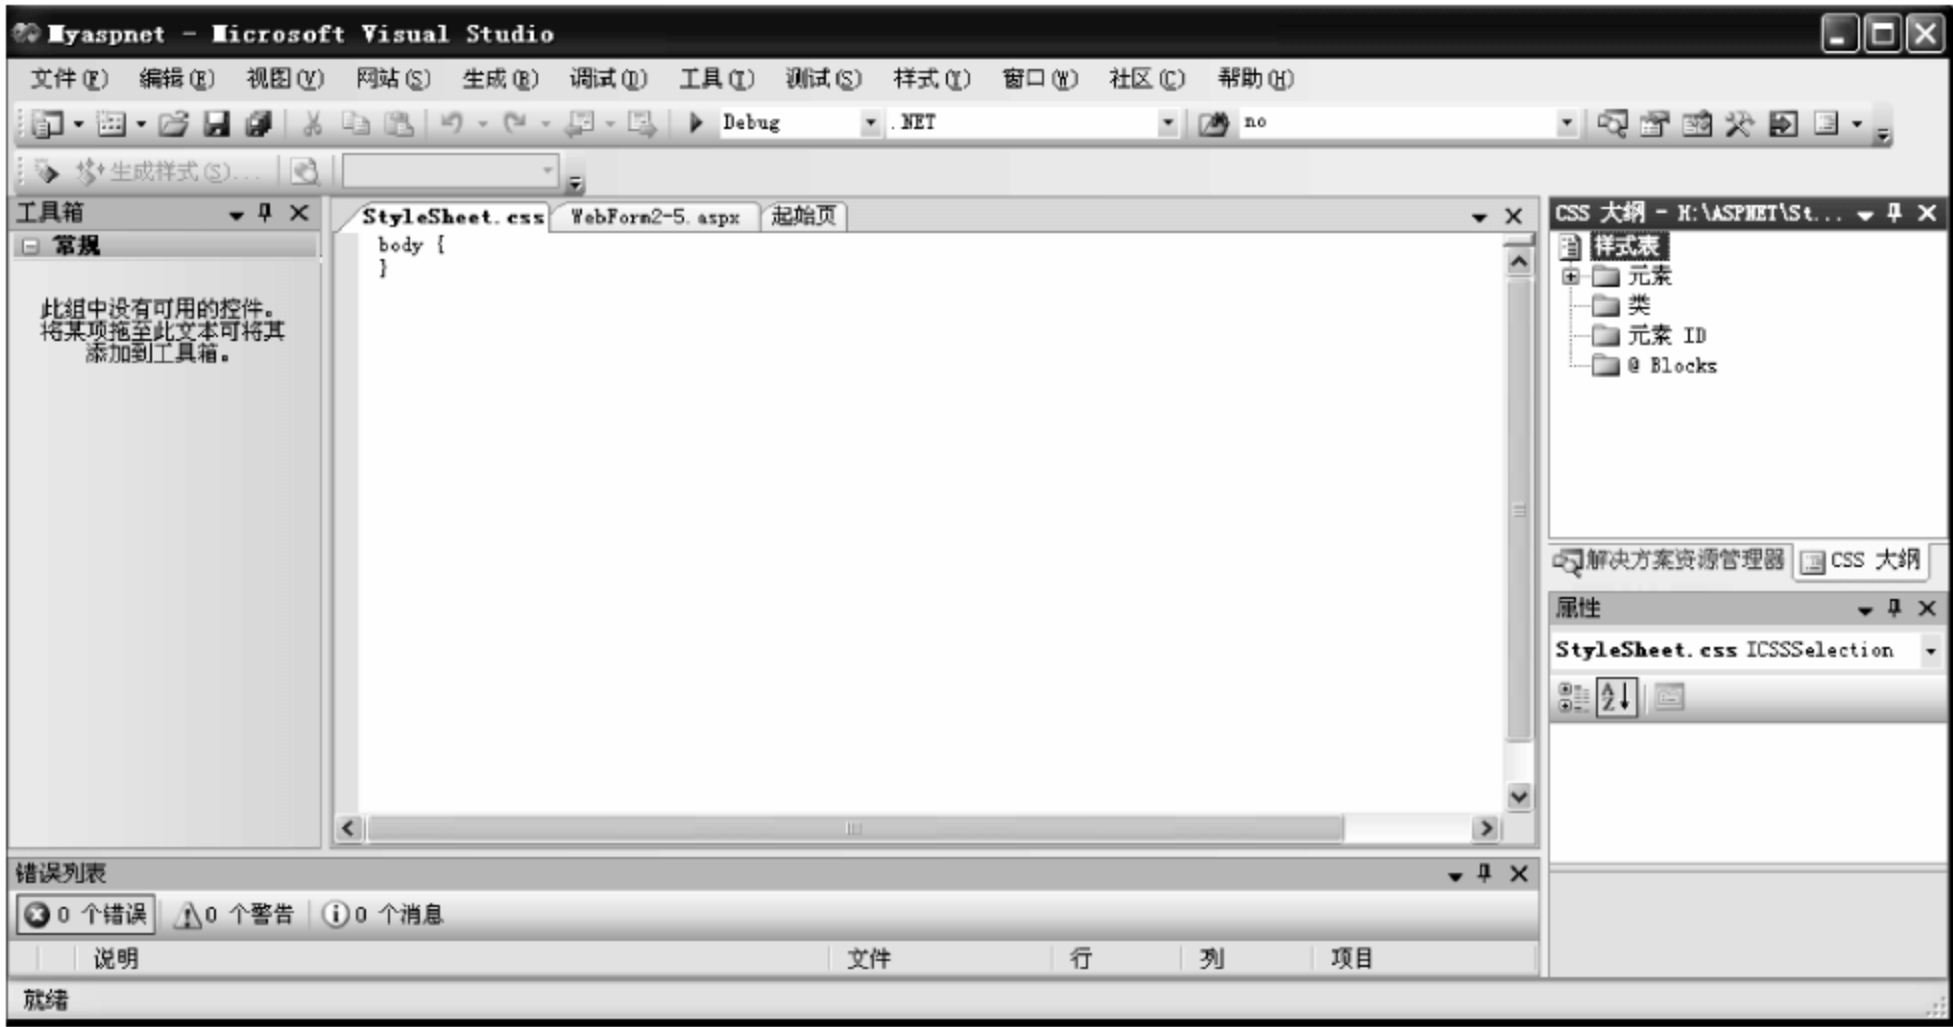 Myaspnet - Microsoft Visual Studio
文件(F) 编辑(E) 视图(V) 网站(S) 生成(B) 调试(D) 工具(T) 测试(S) 样式(Y) 窗口(W) 社区(C) 帮助(H)
Debug .NET no
生成样式(S)...
工具箱
常规
此组中没有可用的控件。
将某项拖至此文本可将其
添加到工具箱。
StyleSheet.css WebForm2-5.aspx 起始页
body {
}
CSS 大纲 - H:\ASPNET\St...
样式表
元素
类
元素 ID
@ Blocks
解决方案资源管理器 CSS 大纲
属性
StyleSheet.css ICSSSelection
错误列表
0 个错误 0 个警告 0 个消息
说明 文件 行 列 项目
就绪